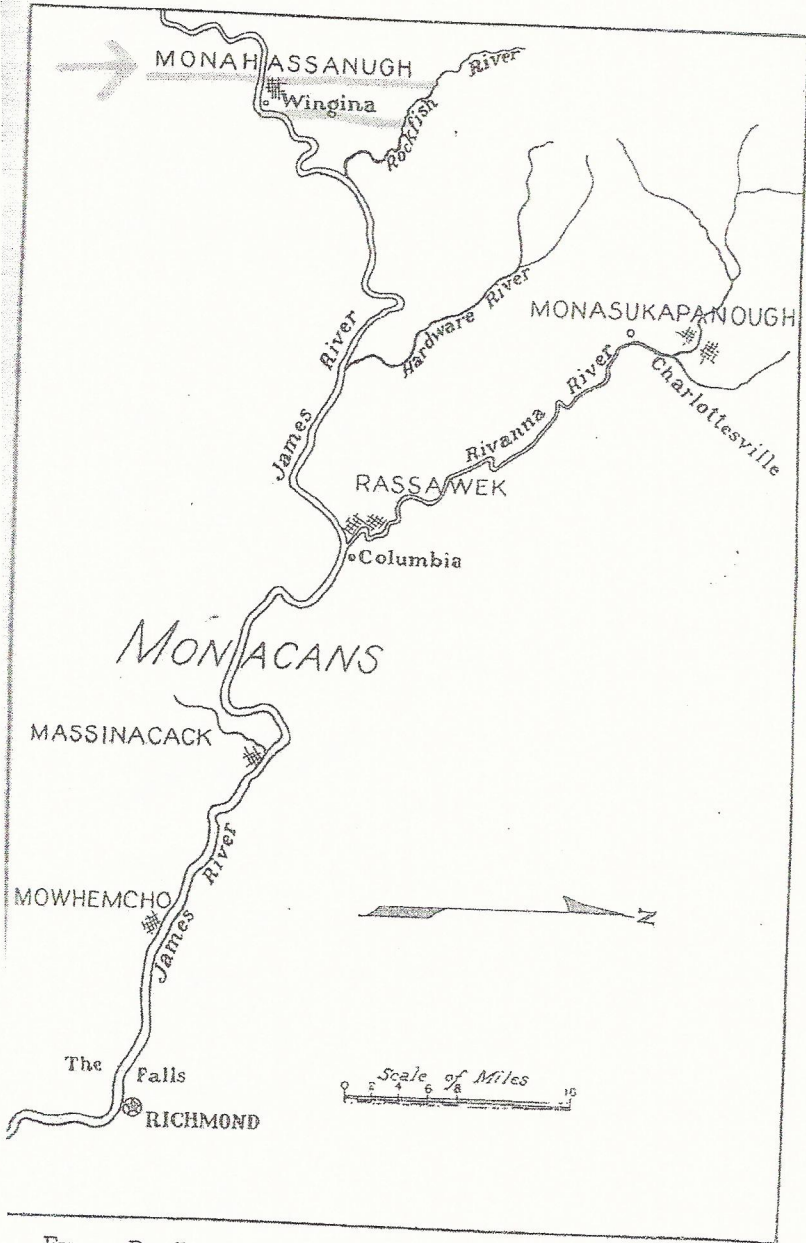 MONAHASSANUGH
Wingina
Rockfish River
Hardware River
MONASUKAPANOUGH
James River
Rivanna River
Charlottesville
RASSAWEK
Columbia
MONACANS
MASSINACACK
James River
MOWHEMCHO
N
The Falls
RICHMOND
Scale of Miles
0 2 4 6 8 16